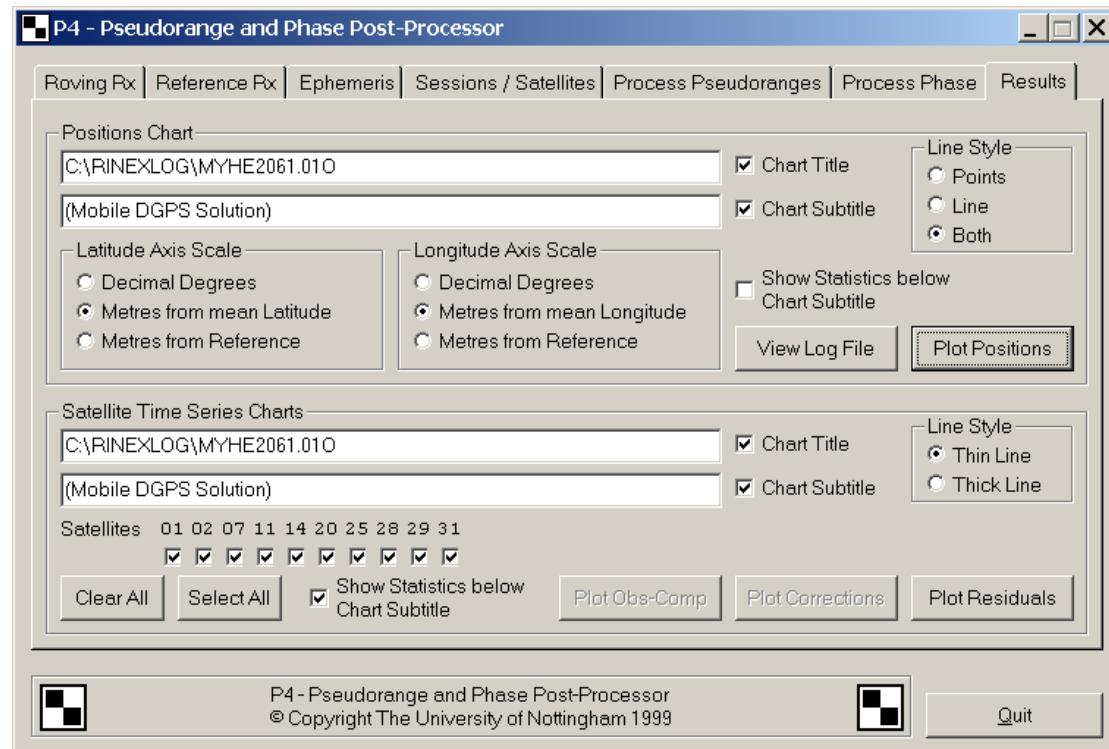 P4 - Pseudorange and Phase Post-Processor
Roving Rx Reference Rx Ephemeris Sessions / Satellites Process Pseudoranges Process Phase Results
Positions Chart
C:\RINEXLOG\MYHE2061.01O
Chart Title
(Mobile DGPS Solution)
Chart Subtitle
Line Style
Points
Line
Both
Latitude Axis Scale
Decimal Degrees
Metres from mean Latitude
Metres from Reference
Longitude Axis Scale
Decimal Degrees
Metres from mean Longitude
Metres from Reference
Show Statistics below
Chart Subtitle
View Log File
Plot Positions
Satellite Time Series Charts
C:\RINEXLOG\MYHE2061.01O
Chart Title
(Mobile DGPS Solution)
Chart Subtitle
Line Style
Thin Line
Thick Line
Satellites 01 02 07 11 14 20 25 28 29 31
Clear All
Select All
Show Statistics below
Chart Subtitle
Plot Obs-Comp
Plot Corrections
Plot Residuals
P4 - Pseudorange and Phase Post-Processor
© Copyright The University of Nottingham 1999
Quit